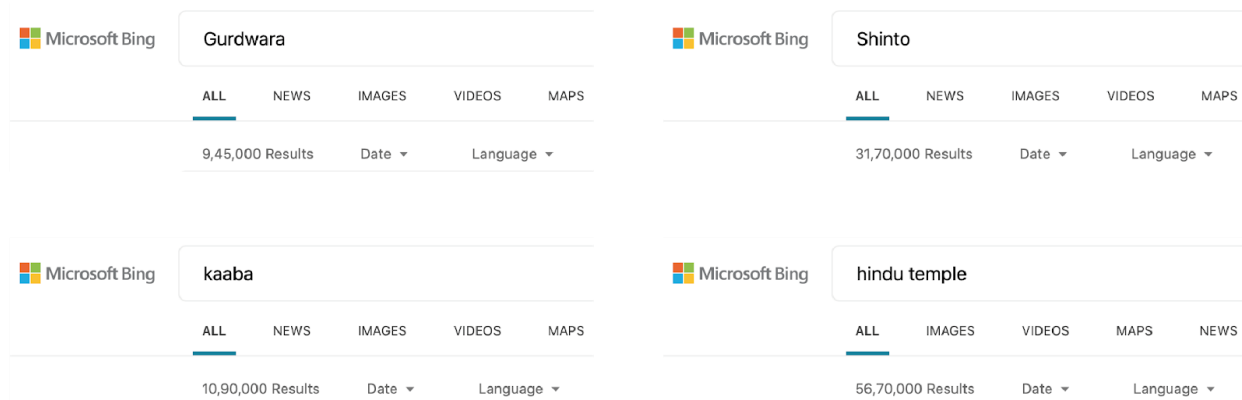 Microsoft Bing Gurdwara
ALL NEWS IMAGES VIDEOS MAPS
9,45,000 Results Date Language
Microsoft Bing Shinto
ALL NEWS IMAGES VIDEOS MAPS
31,70,000 Results Date Language
Microsoft Bing kaaba
ALL NEWS IMAGES VIDEOS MAPS
10,90,000 Results Date Language
Microsoft Bing hindu temple
ALL IMAGES VIDEOS MAPS NEWS
56,70,000 Results Date Language